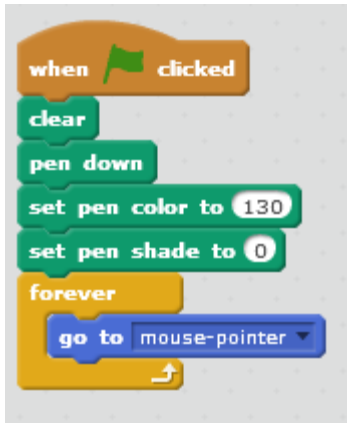 when clicked
clear
pen down
set pen color to 130
set pen shade to 0
forever
go to mouse-pointer